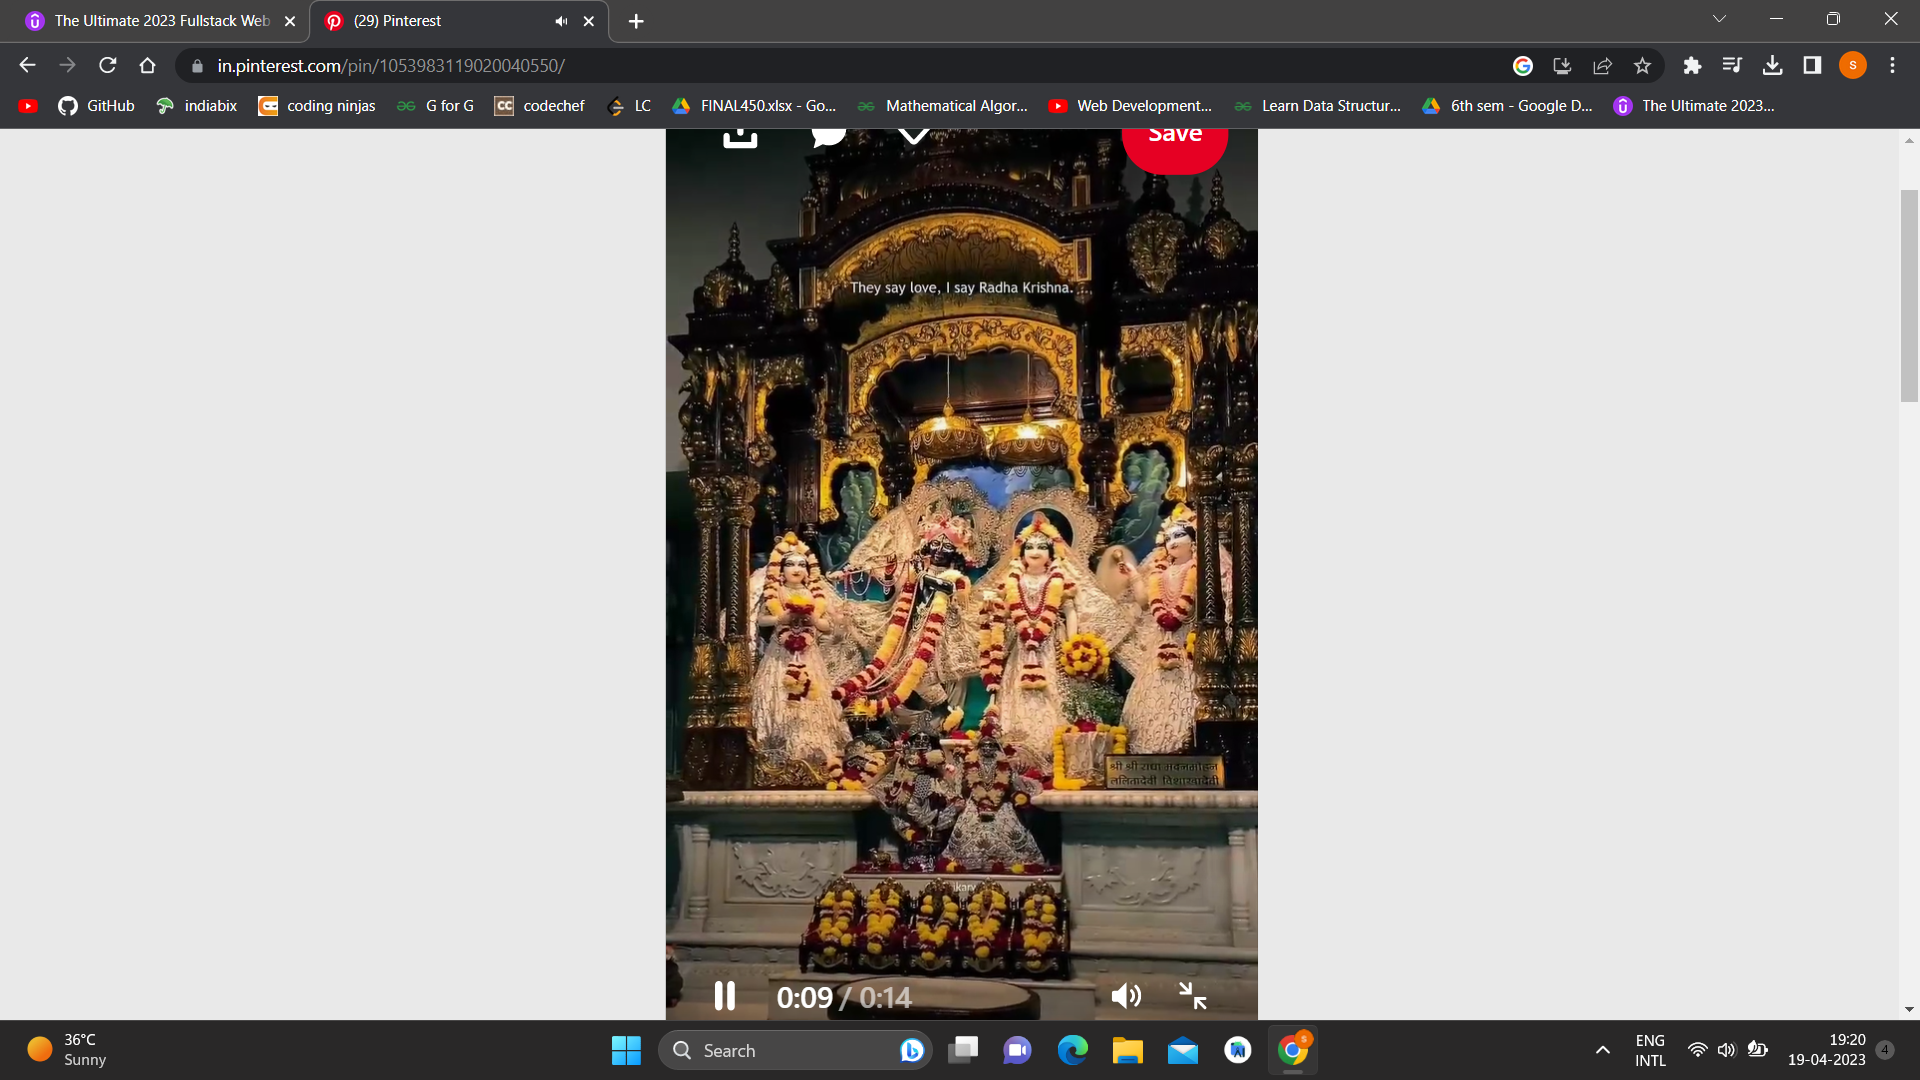 The Ultimate 2023 Fullstack Web
(29) Pinterest
in.pinterest.com/pin/1053983119020040550/
GitHub
indiabix
coding ninjas
G for G
codechef
LC
FINAL450.xlsx - Go...
Mathematical Algor...
Web Development...
Learn Data Structur...
6th sem - Google D...
The Ultimate 2023...
Save
They say love, I say Radha Krishna.
श्री श्री राधा मदनमोहन
ललितादेवी विशाखादेवी
0:09 / 0:14
36°C
Sunny
Search
ENG
INTL
19:20
19-04-2023
4